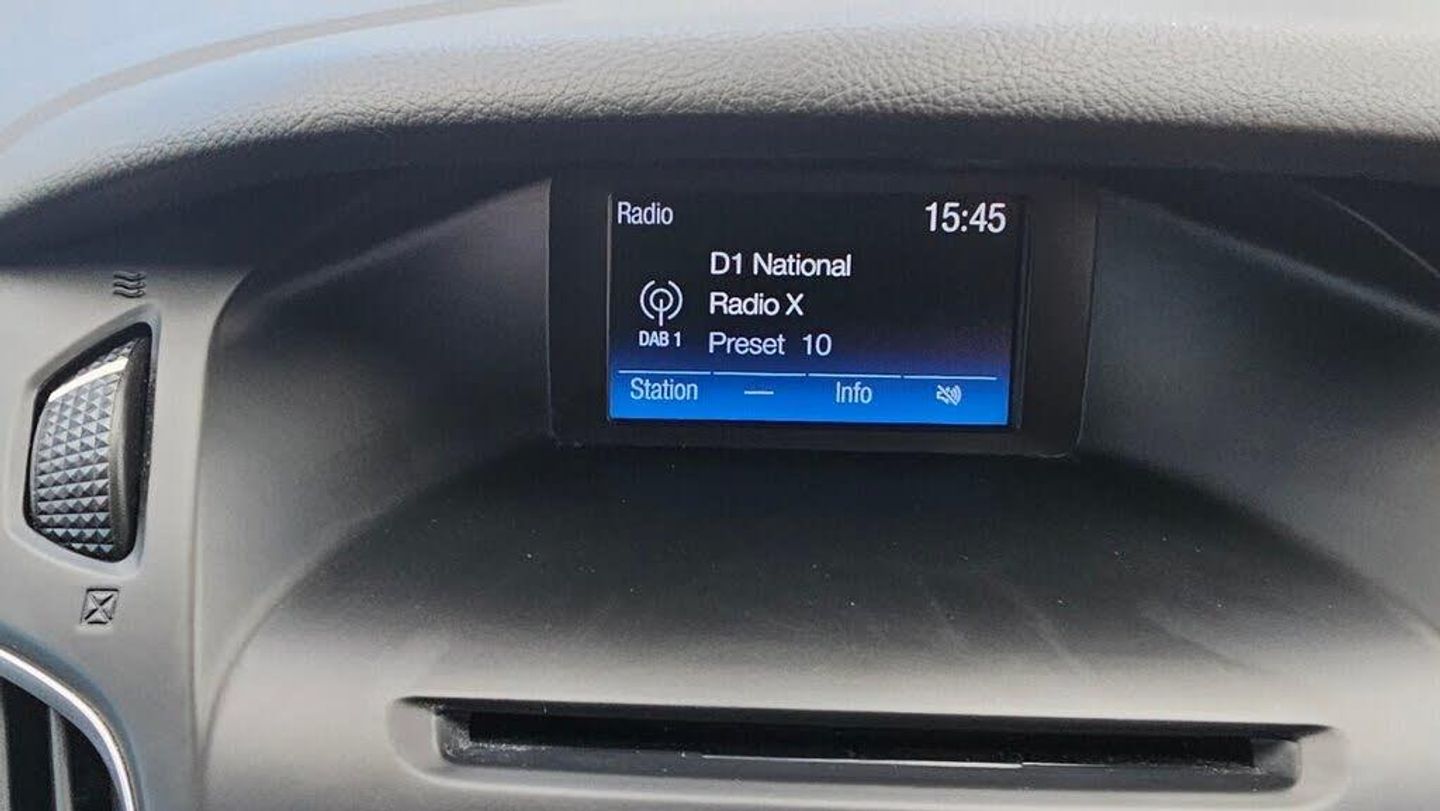 Radio 15:45
D1 National
Radio X
DAB 1 Preset 10
Station — Info